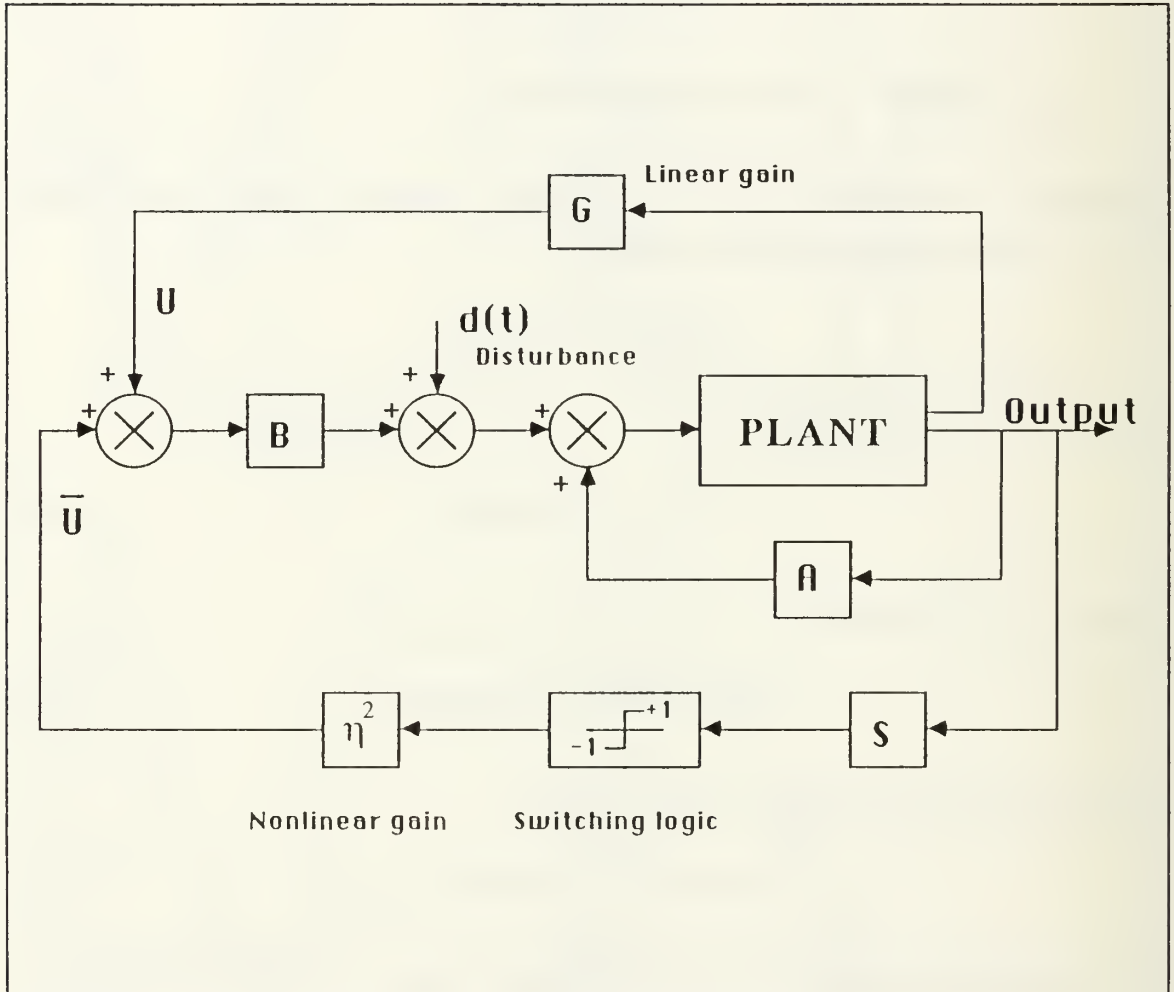 Linear gain
G
U
d(t)
Disturbance
+
+
+
+
+
+
B
PLANT
Output
U̅
A
η²
+1
-1
S
Nonlinear gain
Switching logic